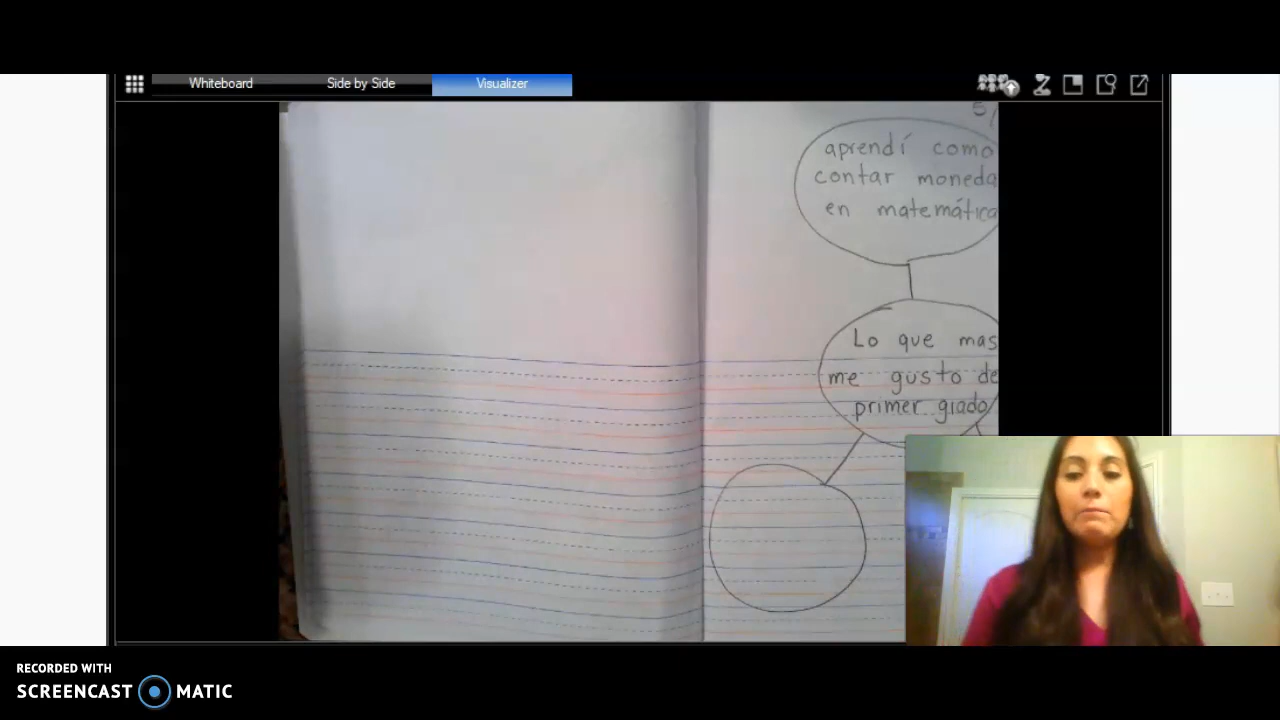 Whiteboard
Side by Side
Visualizer
5/
aprendí como
contar moneda
en matemática
Lo que mas
me gusto de
primer grado
RECORDED WITH
SCREENCAST MATIC